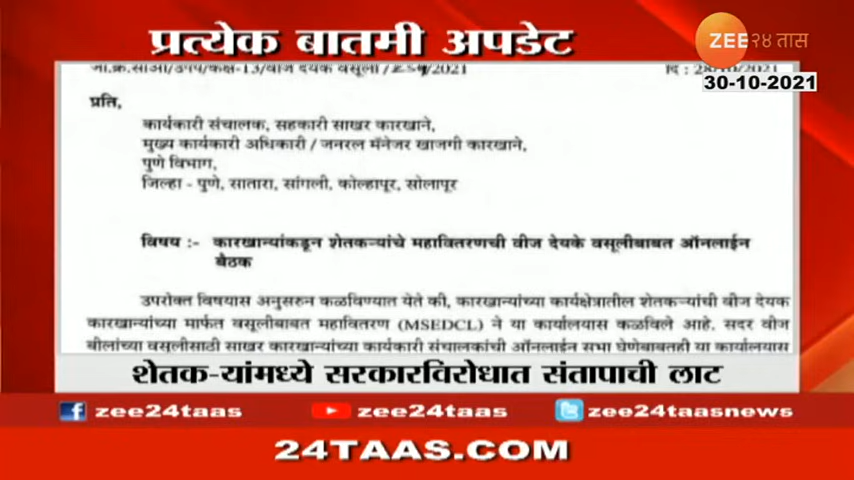 प्रत्येक बातमी अपडेट
ZEE २४ तास
30-10-2021
दि : 28/10/2021
प्रति,
कार्यकारी संचालक, सहकारी साखर कारखाने,
मुख्य कार्यकारी अधिकारी / जनरल मॅनेजर खाजगी कारखाने,
पुणे विभाग,
जिल्हा - पुणे, सातारा, सांगली, कोल्हापूर, सोलापूर
विषय :- कारखान्यांकडून शेतकऱ्यांचे महावितरणची वीज देयके वसूलीबाबत ऑनलाईन
बैठक
उपरोक्त विषयास अनुसरुन कळविण्यात येते की, कारखान्यांच्या कार्यक्षेत्रातील शेतकऱ्यांची वीज देयक
कारखान्यांच्या मार्फत वसूलीबाबत महावितरण (MSEDCL) ने या कार्यालयास कळविले आहे. सदर वीज
बीलांच्या वसूलीसाठी साखर कारखान्यांच्या कार्यकारी संचालकांची ऑनलाईन सभा घेणेबाबतही या कार्यालयास
शेतक-यांमध्ये सरकारविरोधात संतापाची लाट
zee24taas
zee24taas
zee24taasnews
24TAAS.COM